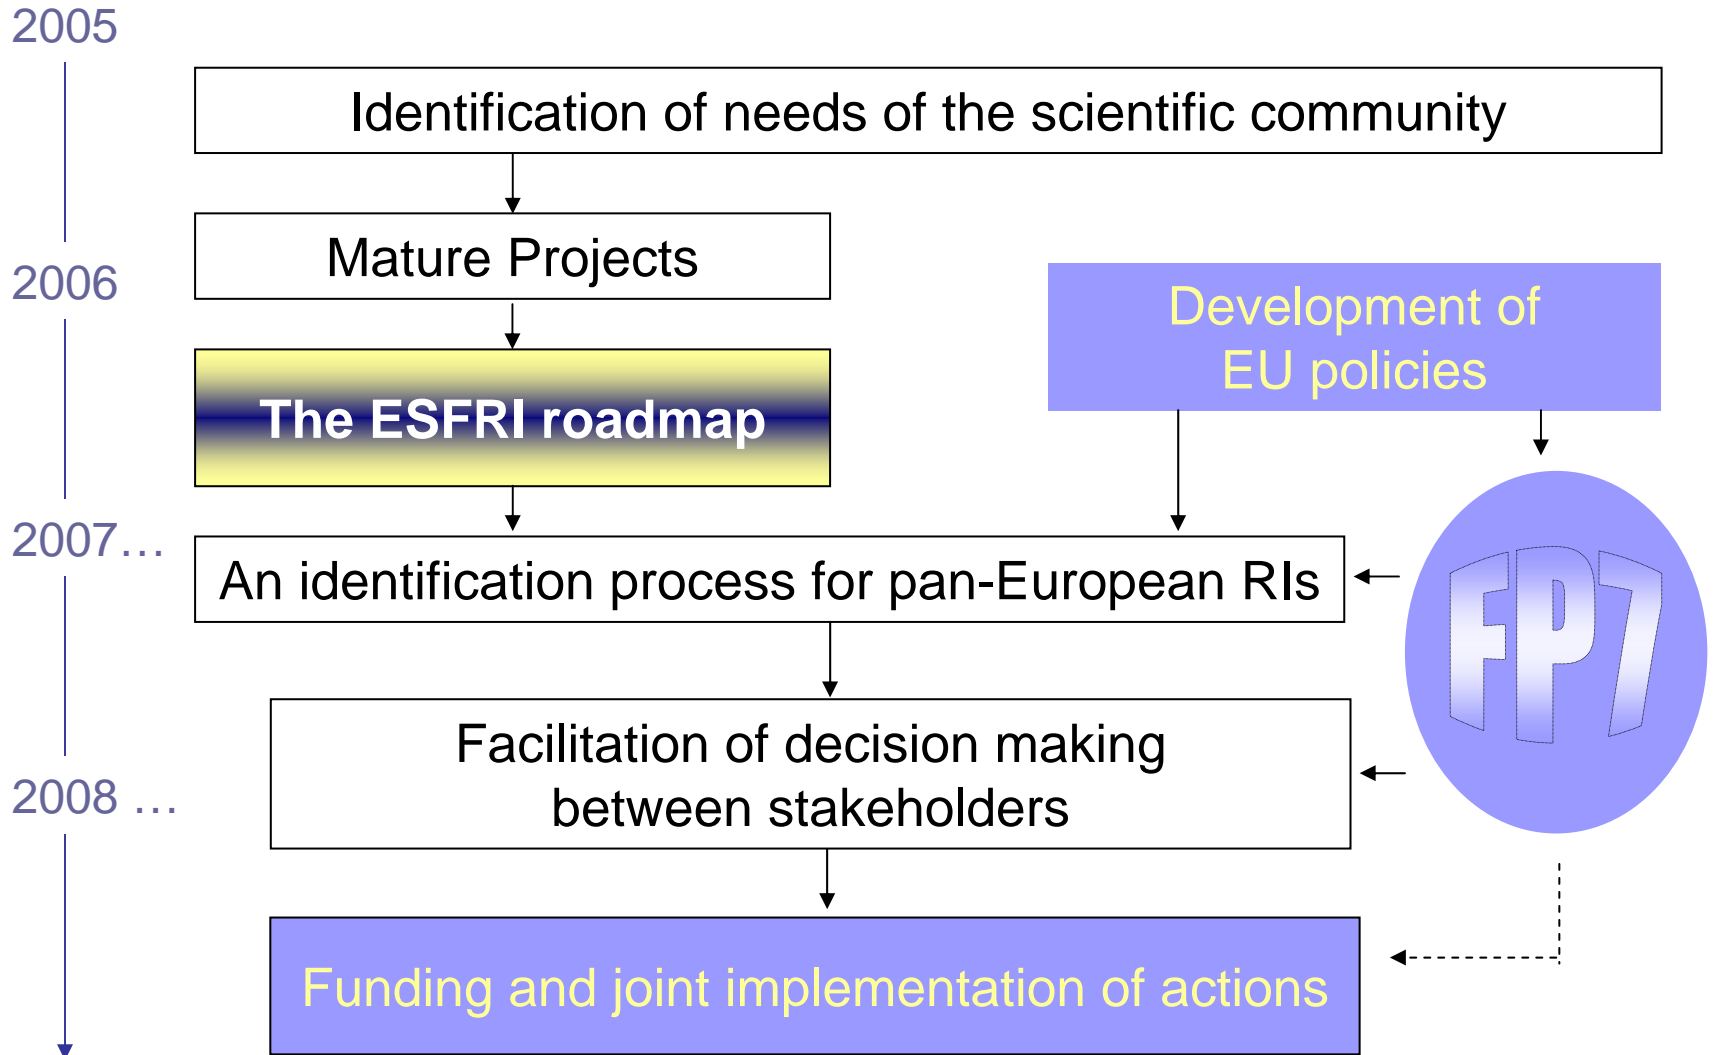 2005
Identification of needs of the scientific community
Mature Projects
2006
Development of
EU policies
The ESFRI roadmap
2007…
An identification process for pan-European RIs
FP7
Facilitation of decision making
between stakeholders
2008 …
Funding and joint implementation of actions